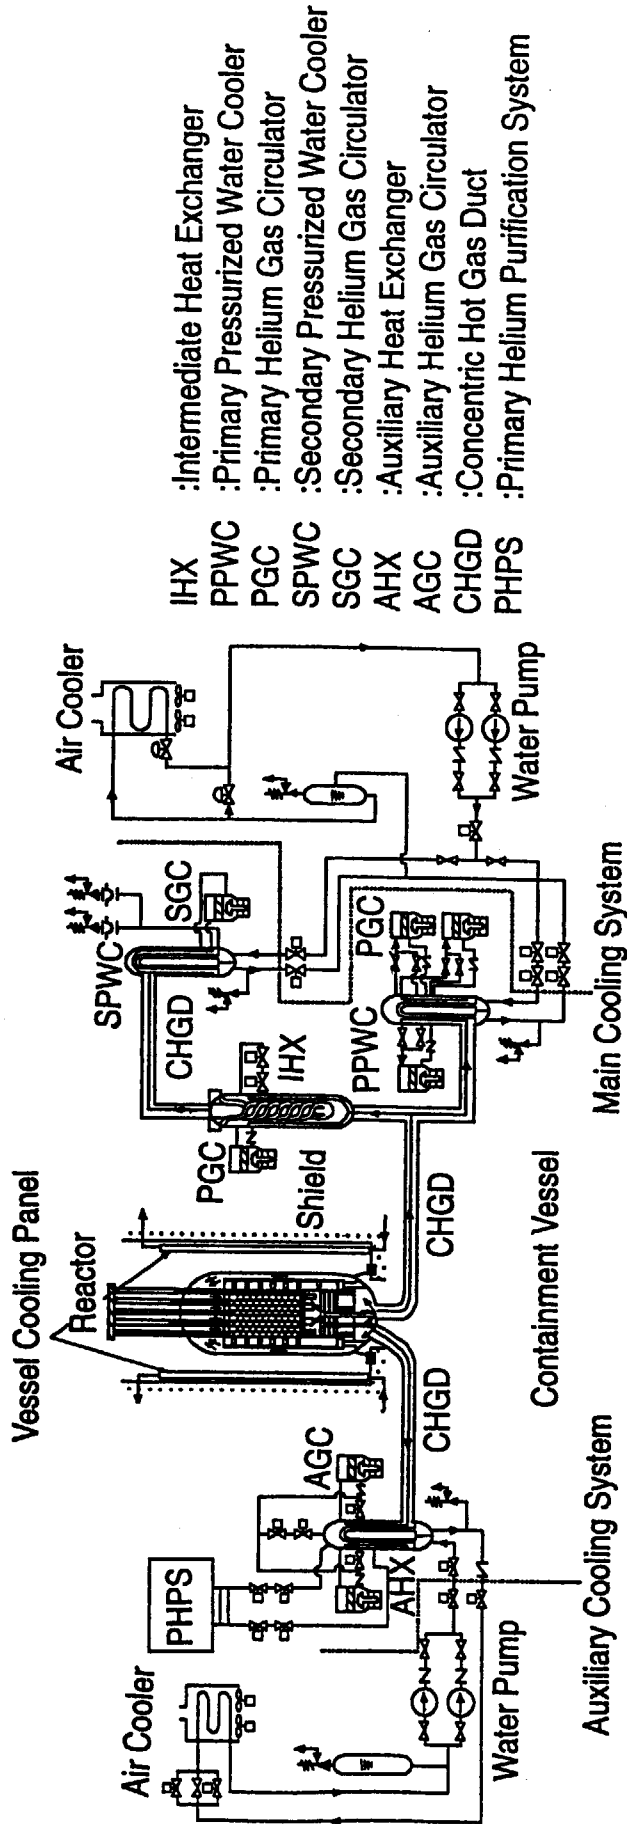 Vessel Cooling Panel
Reactor
Air Cooler
PHPS
AGC
AHX
CHGD
Water Pump
Auxiliary Cooling System
Containment Vessel
CHGD
Shield
PGC
IHX
CHGD
SPWC
SGC
PPWC
PGC
Air Cooler
Water Pump
Main Cooling System
IHX :Intermediate Heat Exchanger
PPWC :Primary Pressurized Water Cooler
PGC :Primary Helium Gas Circulator
SPWC :Secondary Pressurized Water Cooler
SGC :Secondary Helium Gas Circulator
AHX :Auxiliary Heat Exchanger
AGC :Auxiliary Helium Gas Circulator
CHGD :Concentric Hot Gas Duct
PHPS :Primary Helium Purification System